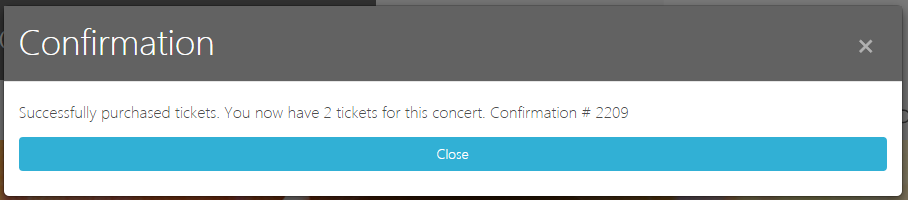 Confirmation
×
Successfully purchased tickets. You now have 2 tickets for this concert. Confirmation # 2209
Close